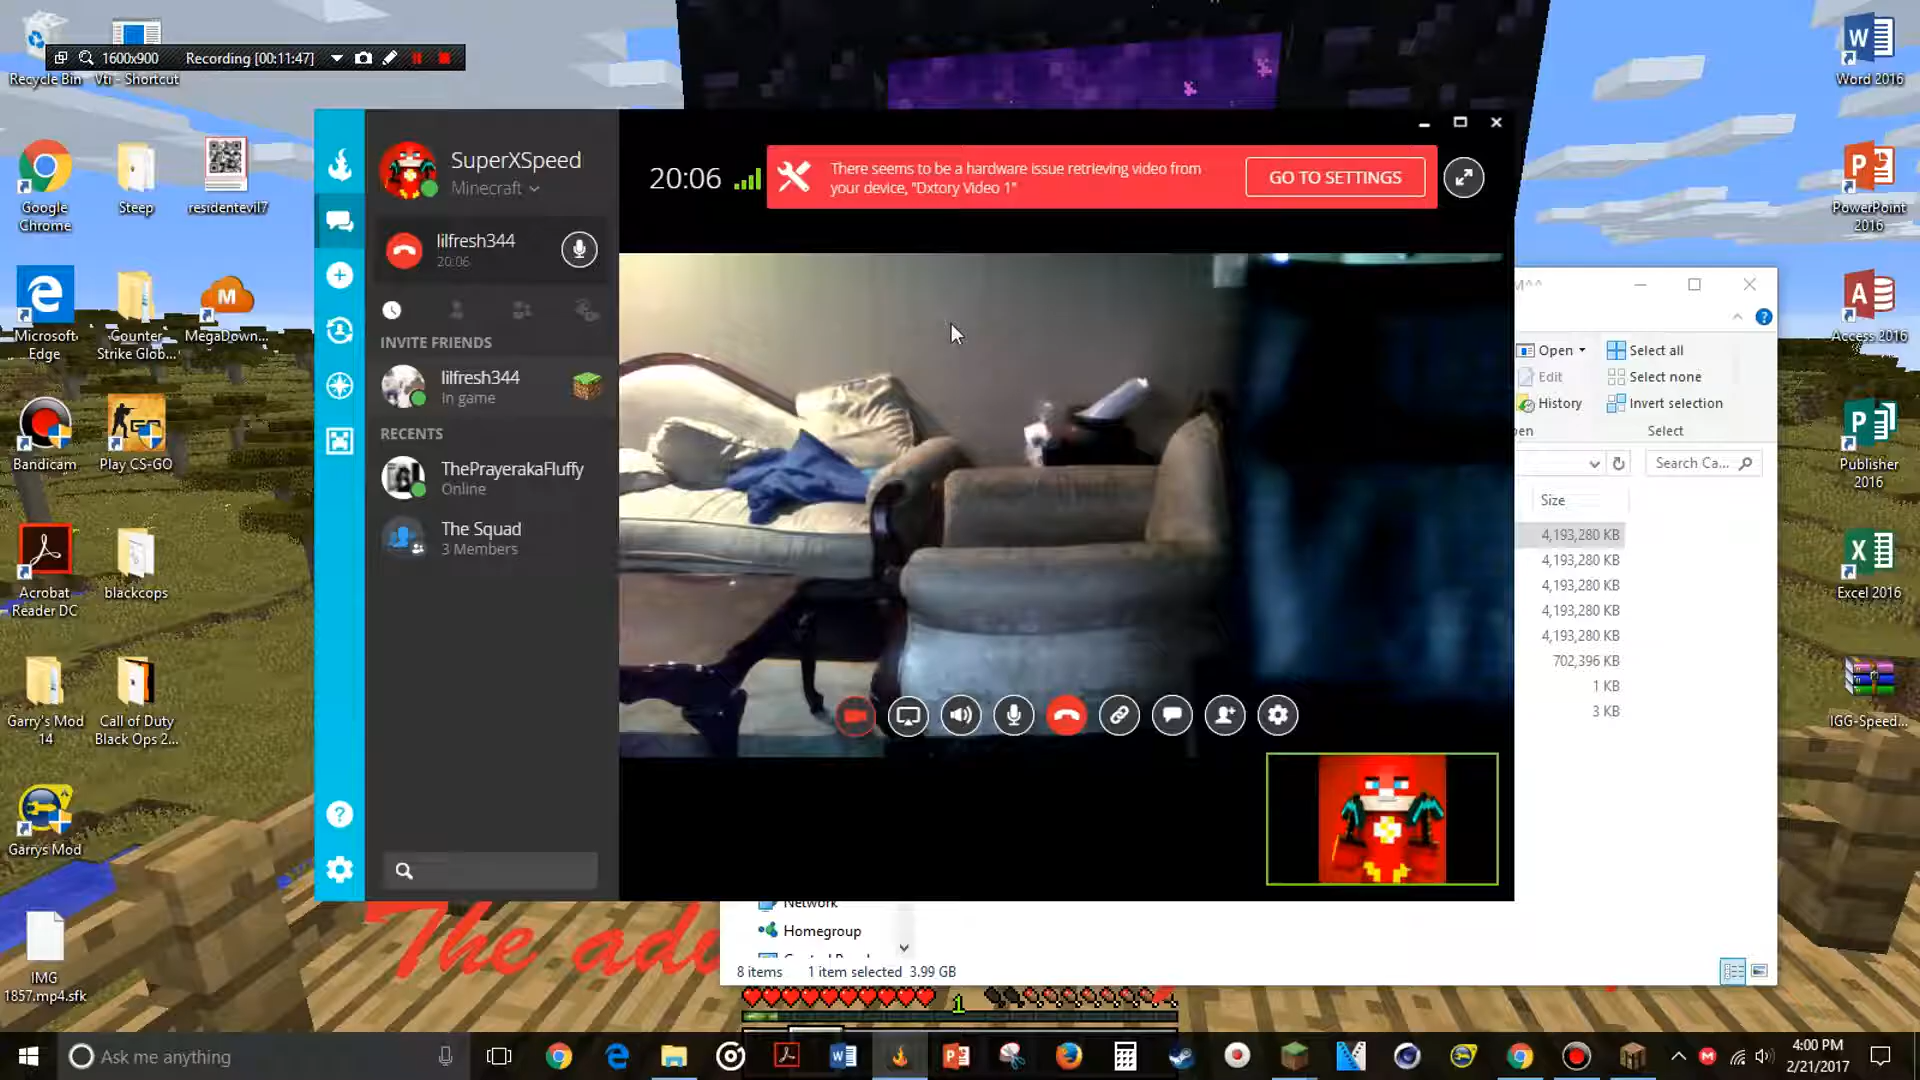 1600x900 Recording [00:11:47]
Recycle Bin
Vti - Shortcut
Google Chrome
Steep
residentevil7
Microsoft Edge
Counter Strike Glob...
MegaDown...
Bandicam
Play CS-GO
Acrobat Reader DC
blackcops
Garry's Mod 14
Call of Duty Black Ops 2...
Garrys Mod
IMG 1857.mp4.sfk
SuperXSpeed
Minecraft
lilfresh344
20:06
INVITE FRIENDS
lilfresh344
In game
RECENTS
ThePrayerakaFluffy
Online
The Squad
3 Members
20:06
There seems to be a hardware issue retrieving video from
your device, "Dxtory Video 1"
GO TO SETTINGS
M^^
Open
Select all
Edit
Select none
History
Invert selection
en
Select
Search Ca...
Size
4,193,280 KB
4,193,280 KB
4,193,280 KB
4,193,280 KB
4,193,280 KB
702,396 KB
1 KB
3 KB
Network
Homegroup
8 items 1 item selected 3.99 GB
The adv
1
Word 2016
PowerPoint 2016
Access 2016
Publisher 2016
Excel 2016
IGG-Speed...
Ask me anything
4:00 PM
2/21/2017